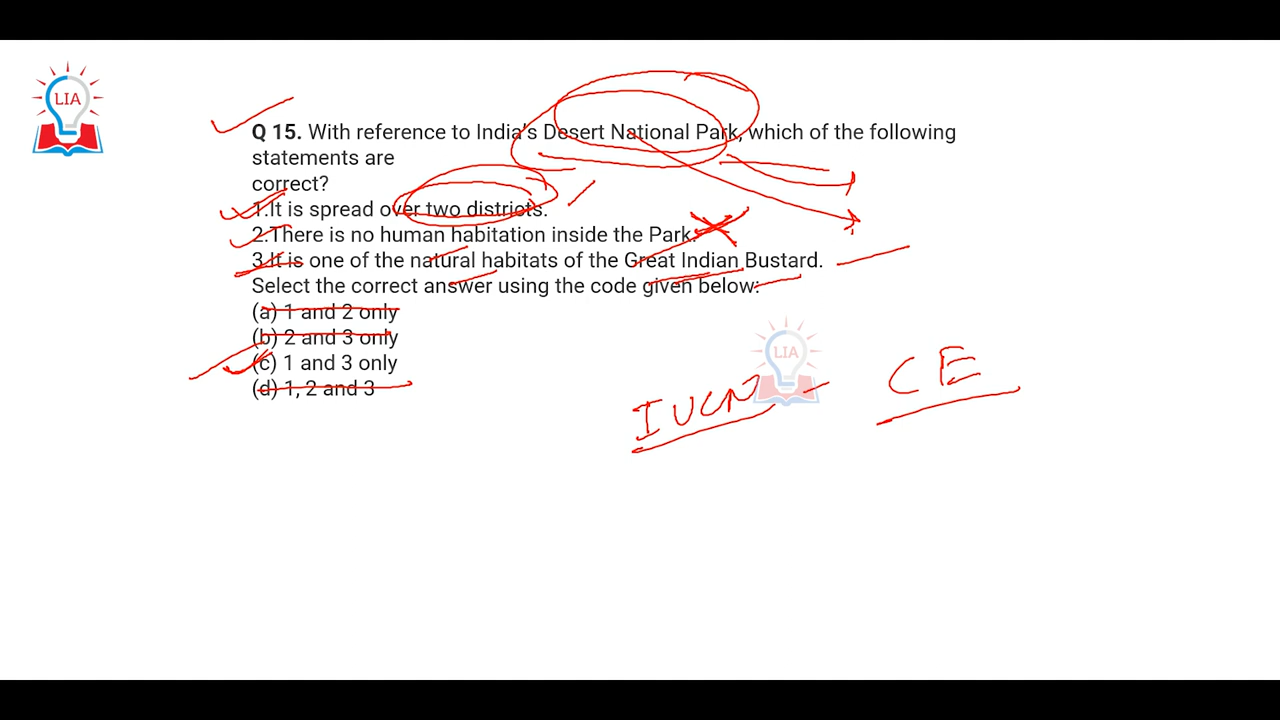 LIA
Q 15. With reference to India's Desert National Park, which of the following
statements are
correct?
1.It is spread over two districts.
2.There is no human habitation inside the Park.
3.It is one of the natural habitats of the Great Indian Bustard.
Select the correct answer using the code given below:
(a) 1 and 2 only
(b) 2 and 3 only
(c) 1 and 3 only
(d) 1, 2 and 3
LIA
IUCN - CE